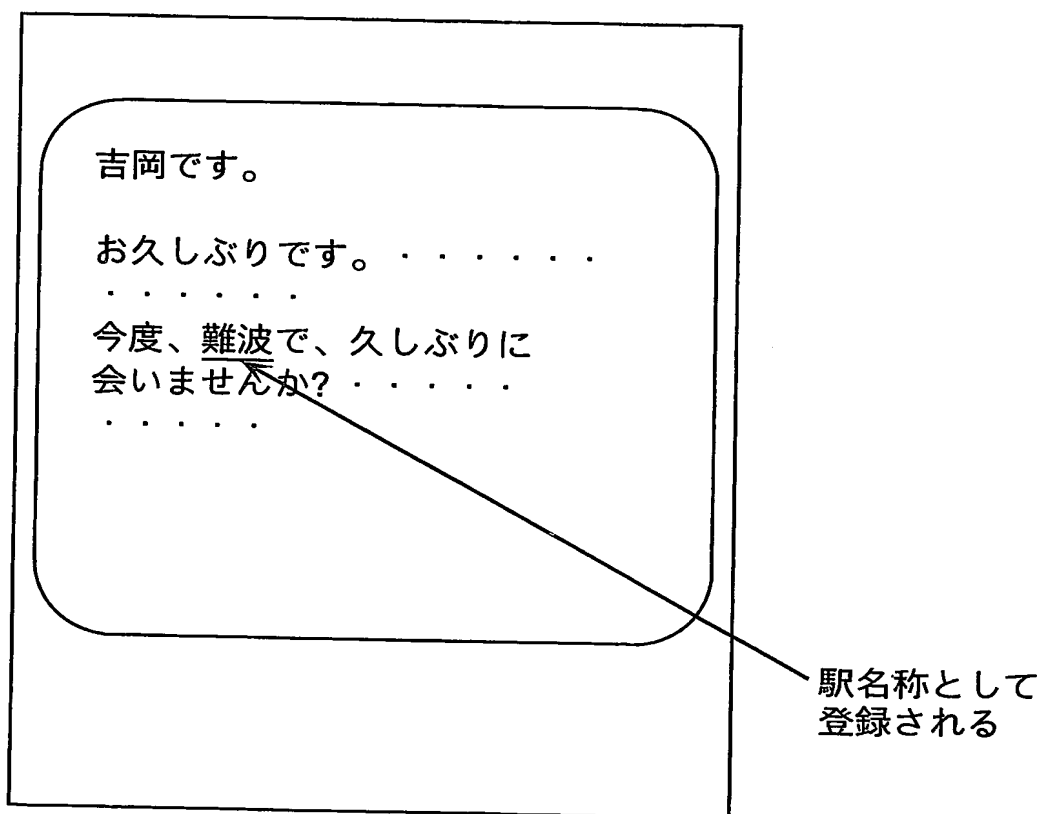 吉岡です。
お久しぶりです。・・・・・・
・・・・・・
今度、難波で、久しぶりに
会いませんか?・・・・・
・・・・・
駅名称として
登録される